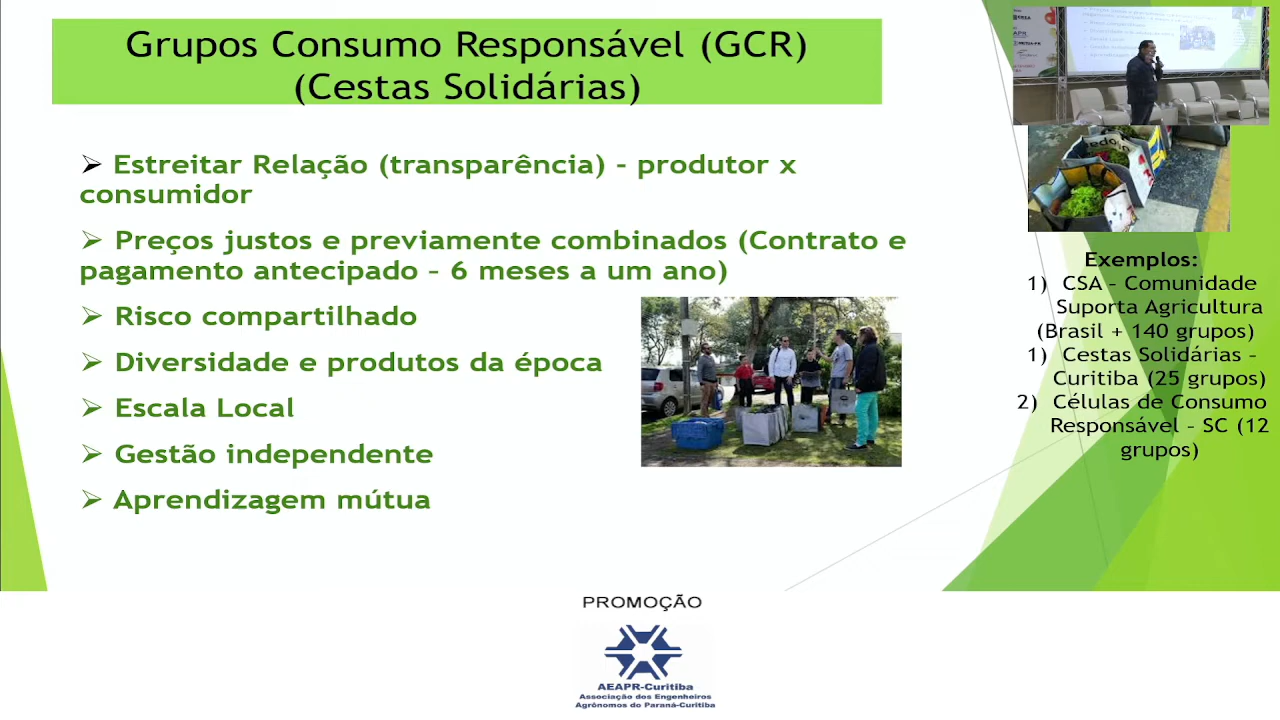 Grupos Consumo Responsável (GCR)
(Cestas Solidárias)
➢ Estreitar Relação (transparência) – produtor x
consumidor
➢ Preços justos e previamente combinados (Contrato e
pagamento antecipado – 6 meses a um ano)
➢ Risco compartilhado
➢ Diversidade e produtos da época
➢ Escala Local
➢ Gestão independente
➢ Aprendizagem mútua
Exemplos:
1) CSA – Comunidade
Suporta Agricultura
(Brasil + 140 grupos)
1) Cestas Solidárias –
Curitiba (25 grupos)
2) Células de Consumo
Responsável – SC (12
grupos)
PROMOÇÃO
AEAPR-Curitiba
Associação dos Engenheiros
Agrônomos do Paraná-Curitiba